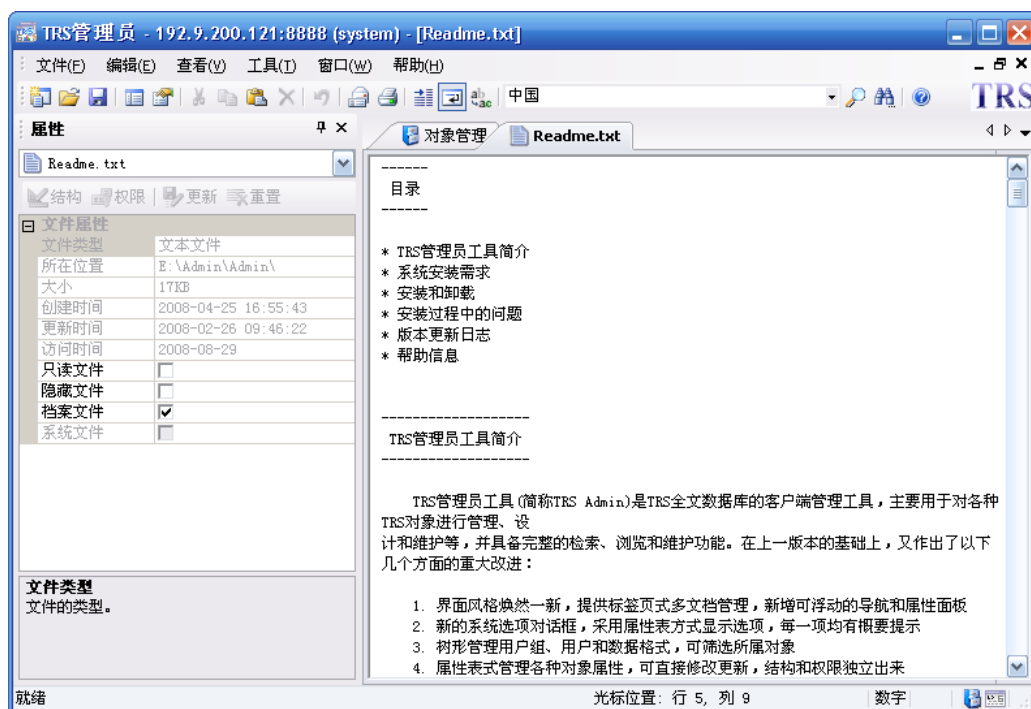 TRS管理员 - 192.9.200.121:8888 (system) - [Readme.txt]
文件(F) 编辑(E) 查看(V) 工具(T) 窗口(W) 帮助(H)
中国
TRS
属性
对象管理
Readme.txt
Readme.txt
结构 权限 更新 重置
文件属性
文件类型 文本文件
所在位置 E:\Admin\Admin\
大小 17KB
创建时间 2008-04-25 16:55:43
更新时间 2008-02-26 09:46:22
访问时间 2008-08-29
只读文件
隐藏文件
档案文件
系统文件
文件类型
文件的类型。
------
目录
------
* TRS管理员工具简介
* 系统安装需求
* 安装和卸载
* 安装过程中的问题
* 版本更新日志
* 帮助信息
-------------------
TRS管理员工具简介
-------------------
TRS管理员工具(简称TRS Admin)是TRS全文数据库的客户端管理工具，主要用于对各种
TRS对象进行管理、设
计和维护等，并具备完整的检索、浏览和维护功能。在上一版本的基础上，又作出了以下
几个方面的重大改进：
1. 界面风格焕然一新，提供标签页式多文档管理，新增可浮动的导航和属性面板
2. 新的系统选项对话框，采用属性表方式显示选项，每一项均有概要提示
3. 树形管理用户组、用户和数据格式，可筛选所属对象
4. 属性表式管理各种对象属性，可直接修改更新，结构和权限独立出来
就绪
光标位置: 行 5, 列 9
数字